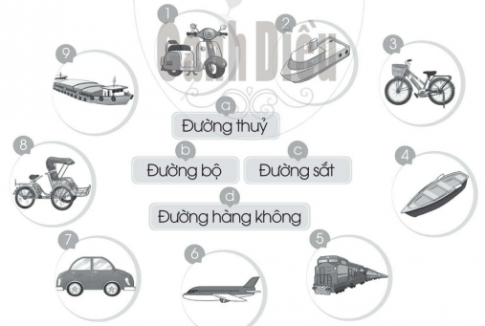 Cánh Diều
1
2
9
3
a
Đường thuỷ
b
c
8
Đường bộ
Đường sắt
4
d
Đường hàng không
7
6
5